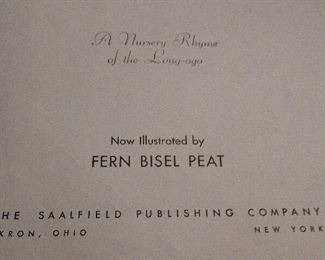 A Nursery Rhyme
of the Long-ago
Now Illustrated by
FERN BISEL PEAT
HE SAALFIELD PUBLISHING COMPANY
KRON, OHIO NEW YORK